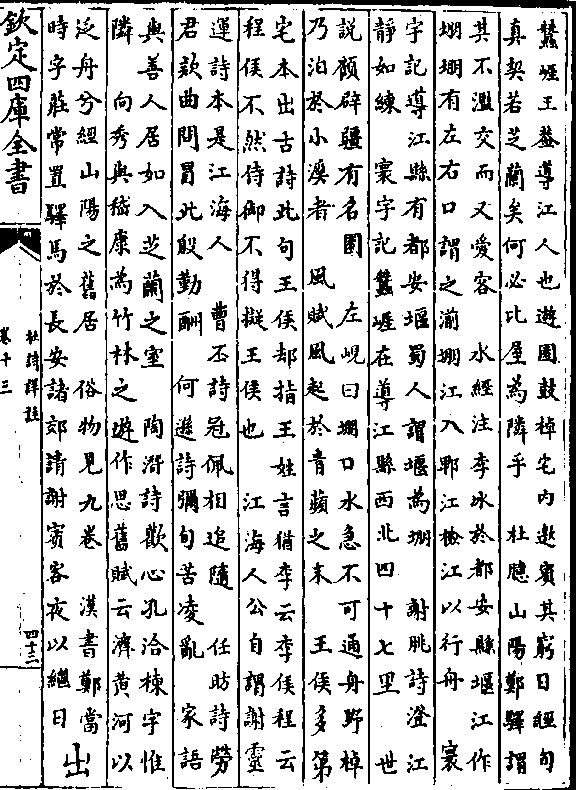 蠶崕王益導江人也遊園鼓棹宅内邀賓其窮日經旬
真契若芝蘭矣何必比屋為隣乎　杜臆山陽鄭驛謂
其不濫交而又愛客　水經注李氷於都安縣堰江作
堋堋有左右口謂之湔堋江入郫江檢江以行舟　寰
宇記導江縣有都安堰蜀人謂堰為堋　謝朓詩澄江
靜如練　寰宇記蠶崕在導江縣西北四十七里　世
説顧辟疆有名園　左峴曰堋口水急不可通舟野棹
乃泊於小溪者　風賦風起於青蘋之末　王侯多第
宅本出古詩此句王侯却指王姓言猶李云李侯程云
程侯不然侍御不得擬王侯也　江海人公自謂謝靈
運詩本是江海人　曹丕詩冠佩相追隨　任昉詩勞
君欵曲問冒此殷勤酬　何遜詩彌旬苦凌亂　家語
與善人居如入芝蘭之室　陶潛詩歡心孔洽棟宇惟
隣　向秀與嵇康為竹林之遊作思舊賦云濟黄河以
泛舟兮經山陽之舊居　俗物見九卷　漢書鄭當
時字莊常置驛馬於長安諸郊請謝賓客夜以繼日
出
欽定四庫全書
杜詩詳註
卷十三
四十二